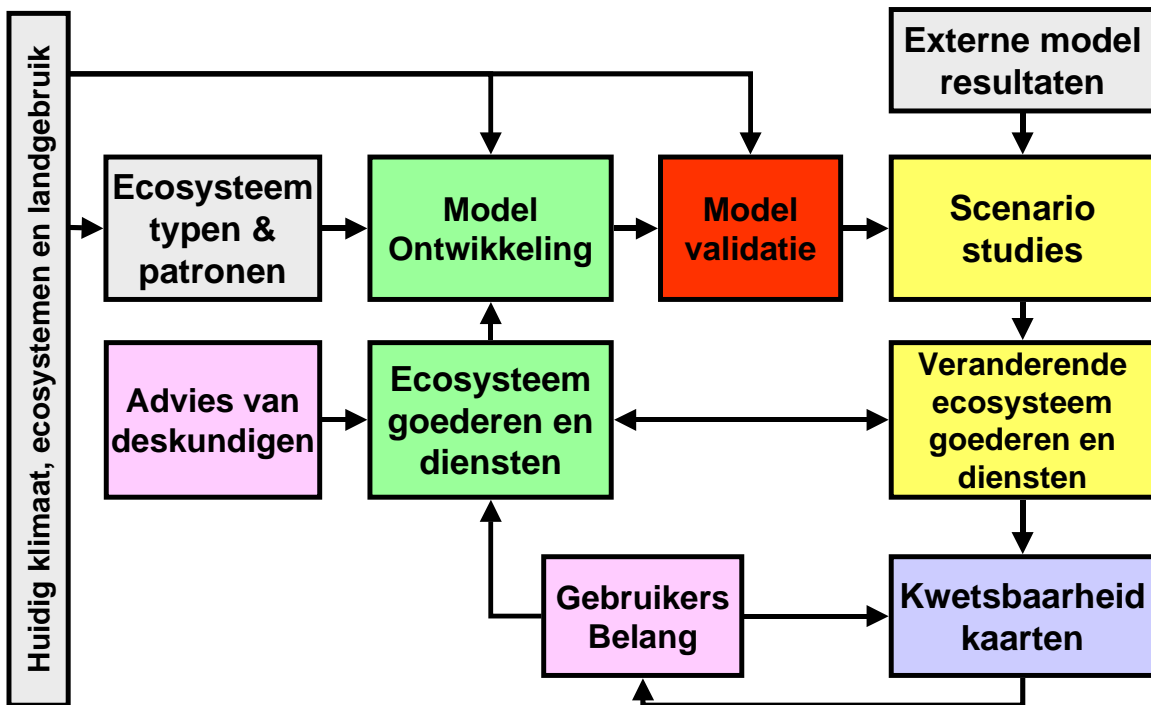 Huidig klimaat, ecosystemen en landgebruik
Externe model
resultaten
Ecosysteem
typen &
patronen
Model
Ontwikkeling
Model
validatie
Scenario
studies
Advies van
deskundigen
Ecosysteem
goederen en
diensten
Veranderende
ecosysteem
goederen en
diensten
Gebruikers
Belang
Kwetsbaarheid
kaarten